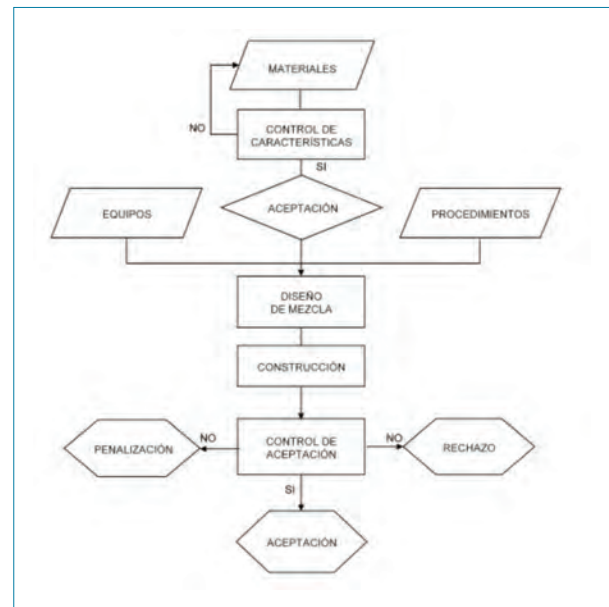 MATERIALES
NO
CONTROL DE
CARACTERÍSTICAS
SI
ACEPTACIÓN
EQUIPOS
PROCEDIMIENTOS
DISEÑO
DE MEZCLA
CONSTRUCCIÓN
PENALIZACIÓN
NO
CONTROL DE
ACEPTACIÓN
NO
RECHAZO
SI
ACEPTACIÓN